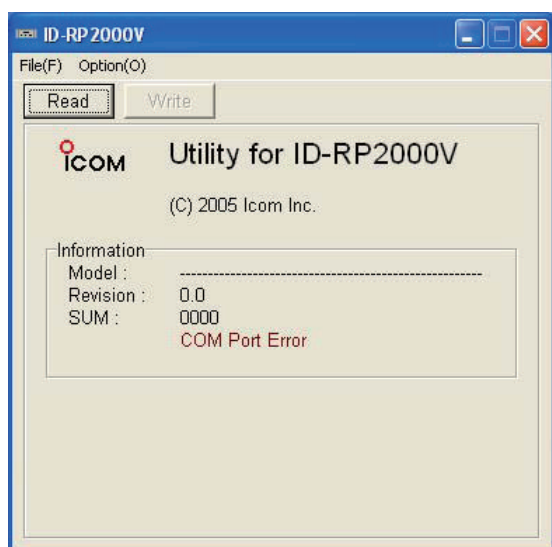 ID-RP2000V
File(F) Option(O)
Read Write
ICOM Utility for ID-RP2000V
(C) 2005 Icom Inc.
Information
Model : ------------------------------------------------------
Revision : 0.0
SUM : 0000
COM Port Error